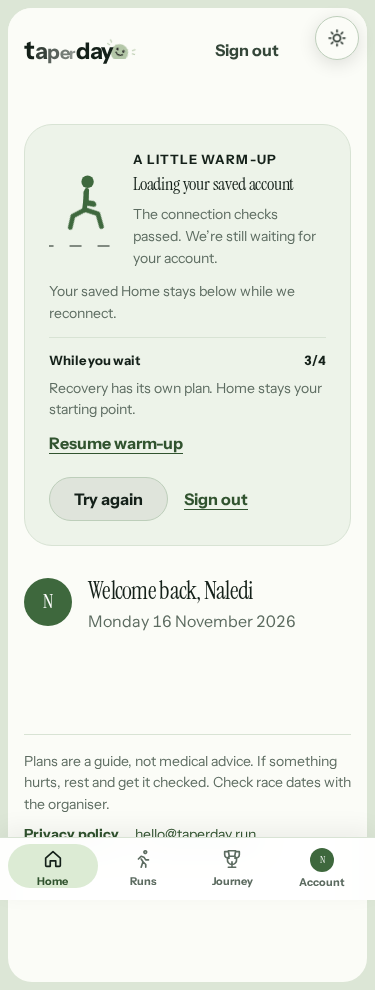 taperday
Sign out
A LITTLE WARM-UP
Loading your saved account
The connection checks
passed. We're still waiting for
your account.
Your saved Home stays below while we
reconnect.
While you wait
3/4
Recovery has its own plan. Home stays your
starting point.
Resume warm-up
Try again
Sign out
N
Welcome back, Naledi
Monday 16 November 2026
Plans are a guide, not medical advice. If something
hurts, rest and get it checked. Check race dates with
the organiser.
Privacy policy hello@taperday.run
N
Home
Runs
Journey
Account